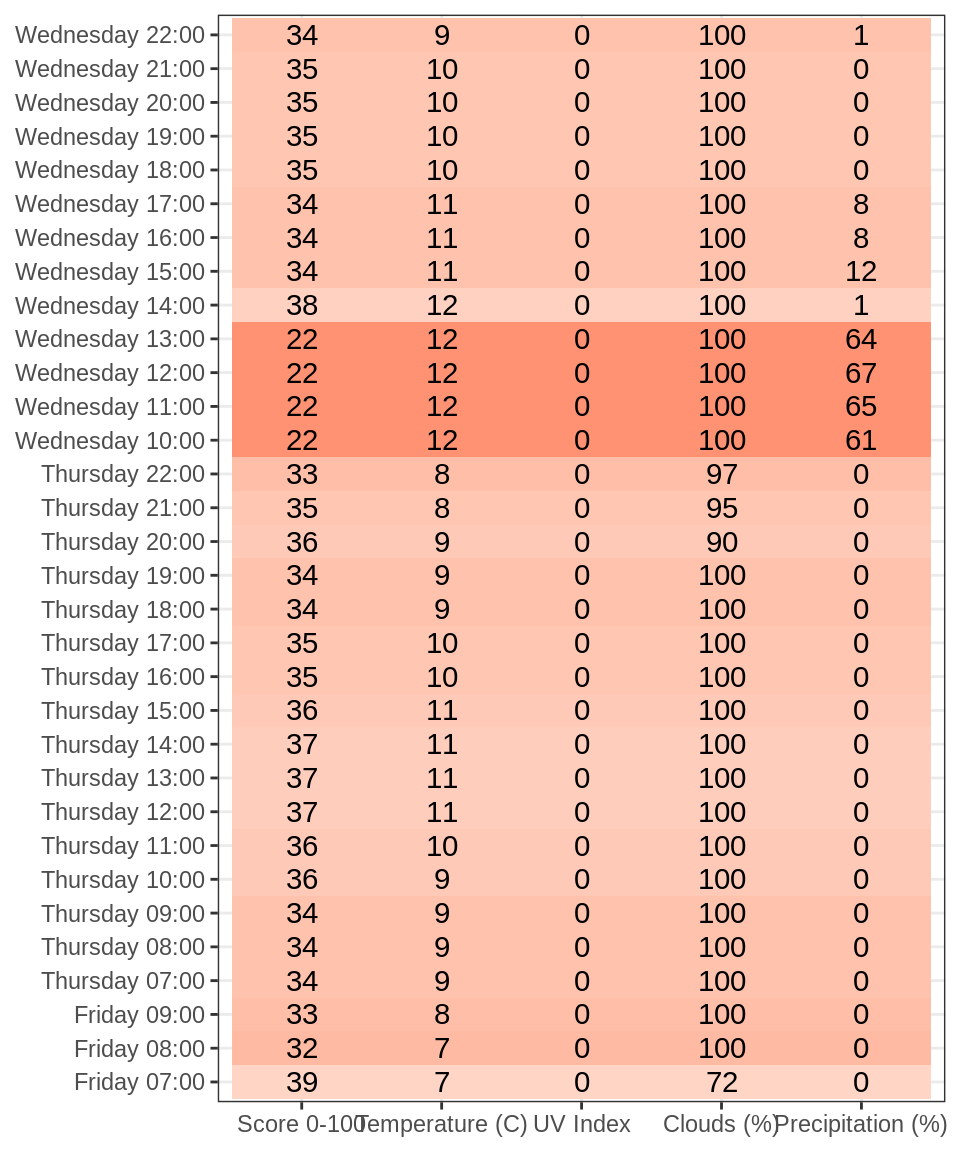 Wednesday 22:00 34 9 0 100 1
Wednesday 21:00 35 10 0 100 0
Wednesday 20:00 35 10 0 100 0
Wednesday 19:00 35 10 0 100 0
Wednesday 18:00 35 10 0 100 0
Wednesday 17:00 34 11 0 100 8
Wednesday 16:00 34 11 0 100 8
Wednesday 15:00 34 11 0 100 12
Wednesday 14:00 38 12 0 100 1
Wednesday 13:00 22 12 0 100 64
Wednesday 12:00 22 12 0 100 67
Wednesday 11:00 22 12 0 100 65
Wednesday 10:00 22 12 0 100 61
Thursday 22:00 33 8 0 97 0
Thursday 21:00 35 8 0 95 0
Thursday 20:00 36 9 0 90 0
Thursday 19:00 34 9 0 100 0
Thursday 18:00 34 9 0 100 0
Thursday 17:00 35 10 0 100 0
Thursday 16:00 35 10 0 100 0
Thursday 15:00 36 11 0 100 0
Thursday 14:00 37 11 0 100 0
Thursday 13:00 37 11 0 100 0
Thursday 12:00 37 11 0 100 0
Thursday 11:00 36 10 0 100 0
Thursday 10:00 36 9 0 100 0
Thursday 09:00 34 9 0 100 0
Thursday 08:00 34 9 0 100 0
Thursday 07:00 34 9 0 100 0
Friday 09:00 33 8 0 100 0
Friday 08:00 32 7 0 100 0
Friday 07:00 39 7 0 72 0
Score 0-100 Temperature (C) UV Index Clouds (%) Precipitation (%)